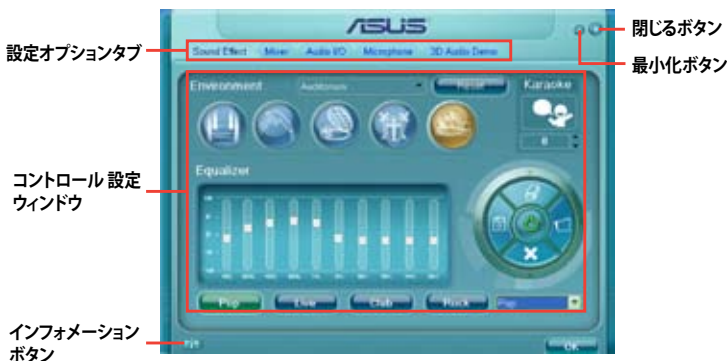 ASUS
閉じるボタン
設定オプションタブ
Sound Effect Mixer Audio I/O Microphone 3D Audio Demo
最小化ボタン
Environment Auditorium Reset Karaoke
0
コントロール 設定
ウィンドウ
Equalizer
Pop Live Club Rock Pop
インフォメーション
ボタン
OK